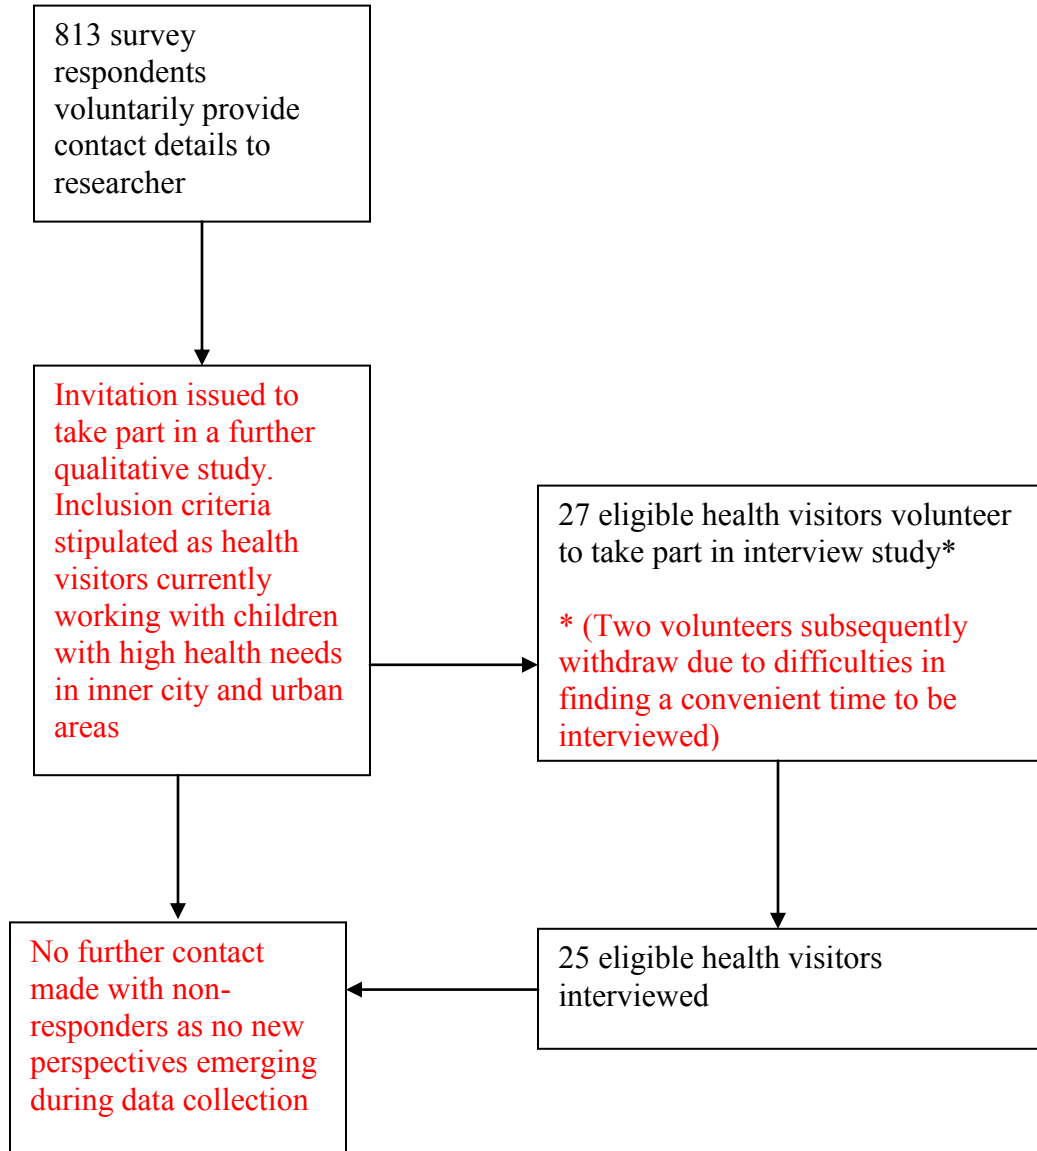 813 survey
respondents
voluntarily provide
contact details to
researcher
Invitation issued to
take part in a further
qualitative study.
Inclusion criteria
stipulated as health
visitors currently
working with children
with high health needs
in inner city and urban
areas
27 eligible health visitors volunteer
to take part in interview study*
* (Two volunteers subsequently
withdraw due to difficulties in
finding a convenient time to be
interviewed)
25 eligible health visitors
interviewed
No further contact
made with non-
responders as no new
perspectives emerging
during data collection